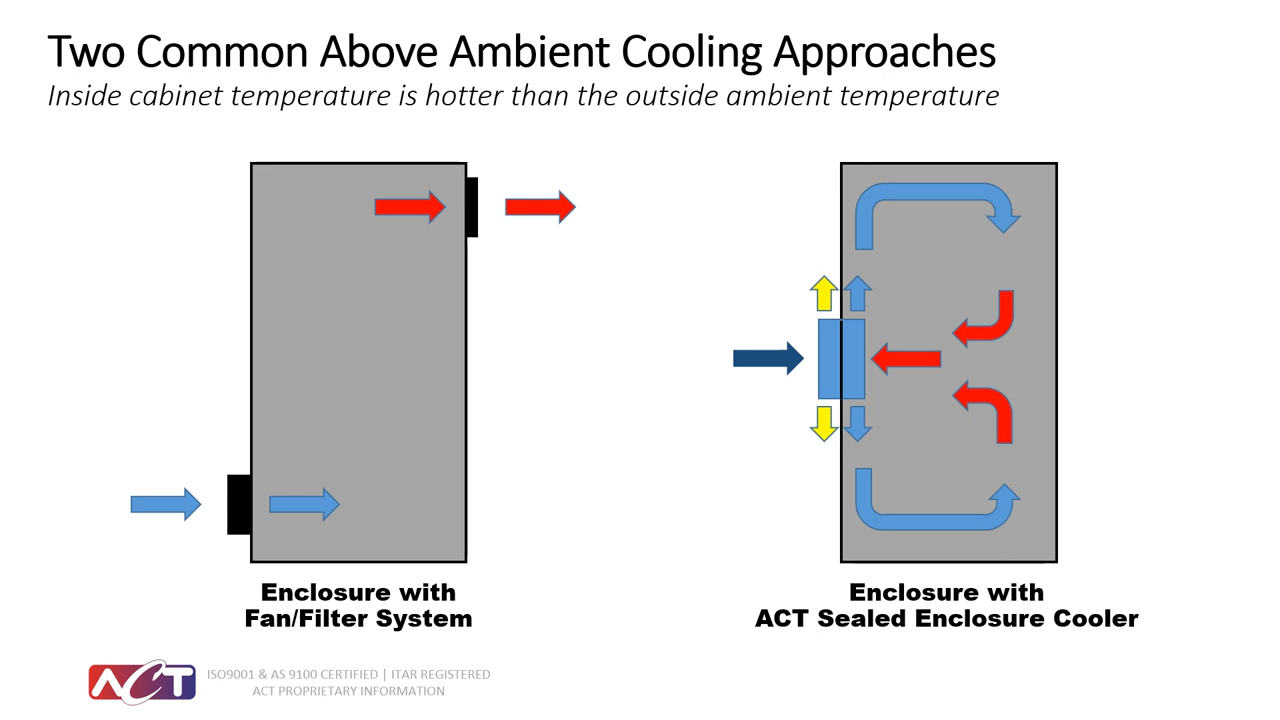 Two Common Above Ambient Cooling Approaches
Inside cabinet temperature is hotter than the outside ambient temperature
Enclosure with
Fan/Filter System
Enclosure with
ACT Sealed Enclosure Cooler
ACT
ISO9001 & AS 9100 CERTIFIED | ITAR REGISTERED
ACT PROPRIETARY INFORMATION